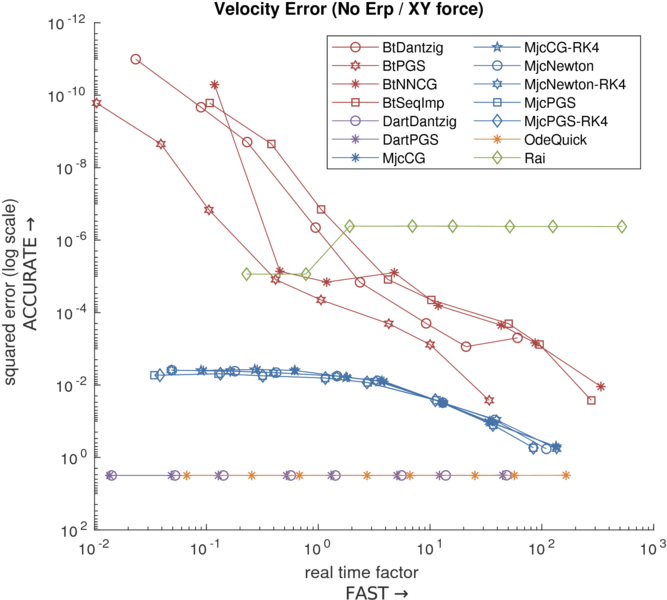 Velocity Error (No Erp / XY force)
10^-12
10^-10
10^-8
10^-6
10^-4
10^-2
10^0
10^2
squared error (log scale)
ACCURATE →
BtDantzig
BtPGS
BtNNCG
BtSeqImp
DartDantzig
DartPGS
MjcCG
MjcCG-RK4
MjcNewton
MjcNewton-RK4
MjcPGS
MjcPGS-RK4
OdeQuick
Rai
10^-2 10^-1 10^0 10^1 10^2 10^3
real time factor
FAST →